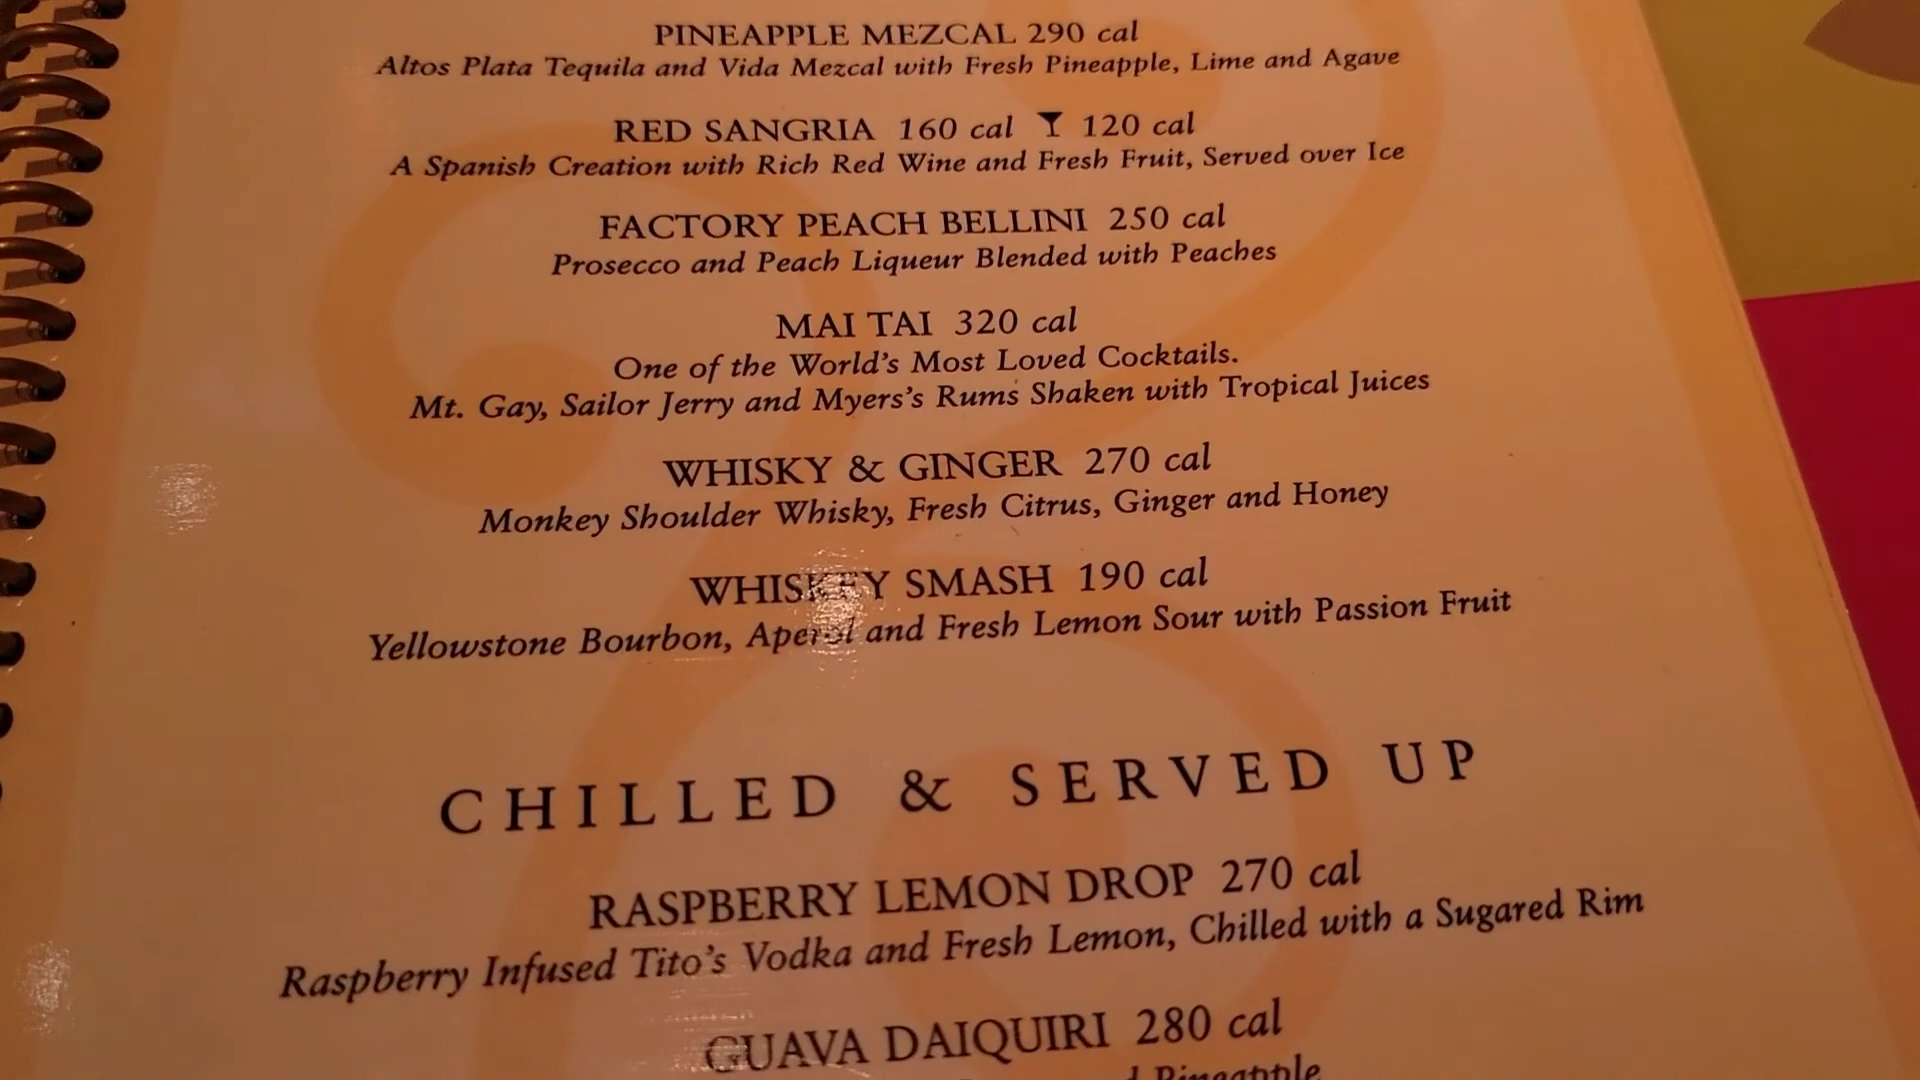 PINEAPPLE MEZCAL 290 cal
Altos Plata Tequila and Vida Mezcal with Fresh Pineapple, Lime and Agave
RED SANGRIA 160 cal 120 cal
A Spanish Creation with Rich Red Wine and Fresh Fruit, Served over Ice
FACTORY PEACH BELLINI 250 cal
Prosecco and Peach Liqueur Blended with Peaches
MAI TAI 320 cal
One of the World's Most Loved Cocktails.
Mt. Gay, Sailor Jerry and Myers's Rums Shaken with Tropical Juices
WHISKY & GINGER 270 cal
Monkey Shoulder Whisky, Fresh Citrus, Ginger and Honey
WHISKEY SMASH 190 cal
Yellowstone Bourbon, Aperol and Fresh Lemon Sour with Passion Fruit
CHILLED & SERVED UP
RASPBERRY LEMON DROP 270 cal
Raspberry Infused Tito's Vodka and Fresh Lemon, Chilled with a Sugared Rim
GUAVA DAIQUIRI 280 cal
Pineapple